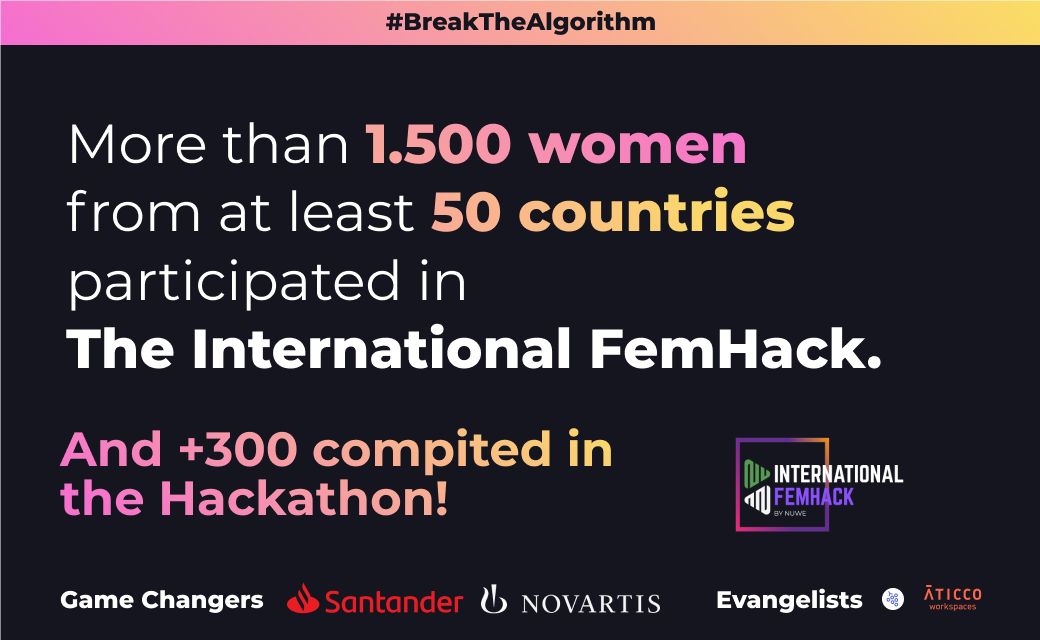 #BreakTheAlgorithm
More than 1.500 women
from at least 50 countries
participated in
The International FemHack.
And +300 compited in
the Hackathon!
INTERNATIONAL
FEMHACK
BY NUWE
Game Changers Santander NOVARTIS Evangelists ĀTICCO
workspaces